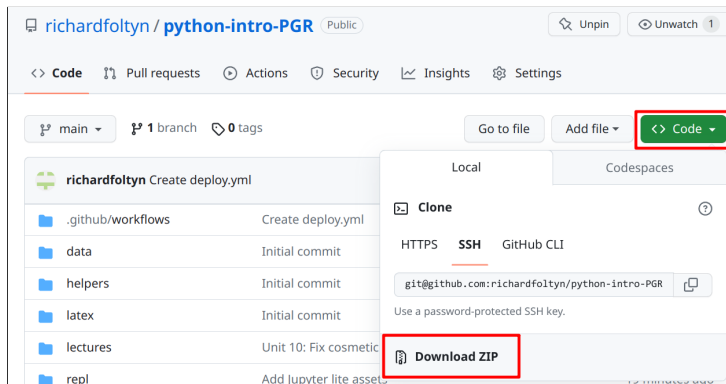 richardfoltyn / python-intro-PGR Public Unpin Unwatch 1
<> Code Pull requests Actions Security Insights Settings
main 1 branch 0 tags Go to file Add file <> Code
Local Codespaces
richardfoltyn Create deploy.yml
Clone
.github/workflows Create deploy.yml
HTTPS SSH GitHub CLI
data Initial commit
helpers Initial commit
git@github.com:richardfoltyn/python-intro-PGR
latex Initial commit
Use a password-protected SSH key.
lectures Unit 10: Fix cosmetic
Download ZIP
repl Add Jupyter lite assets 19 minutes ago